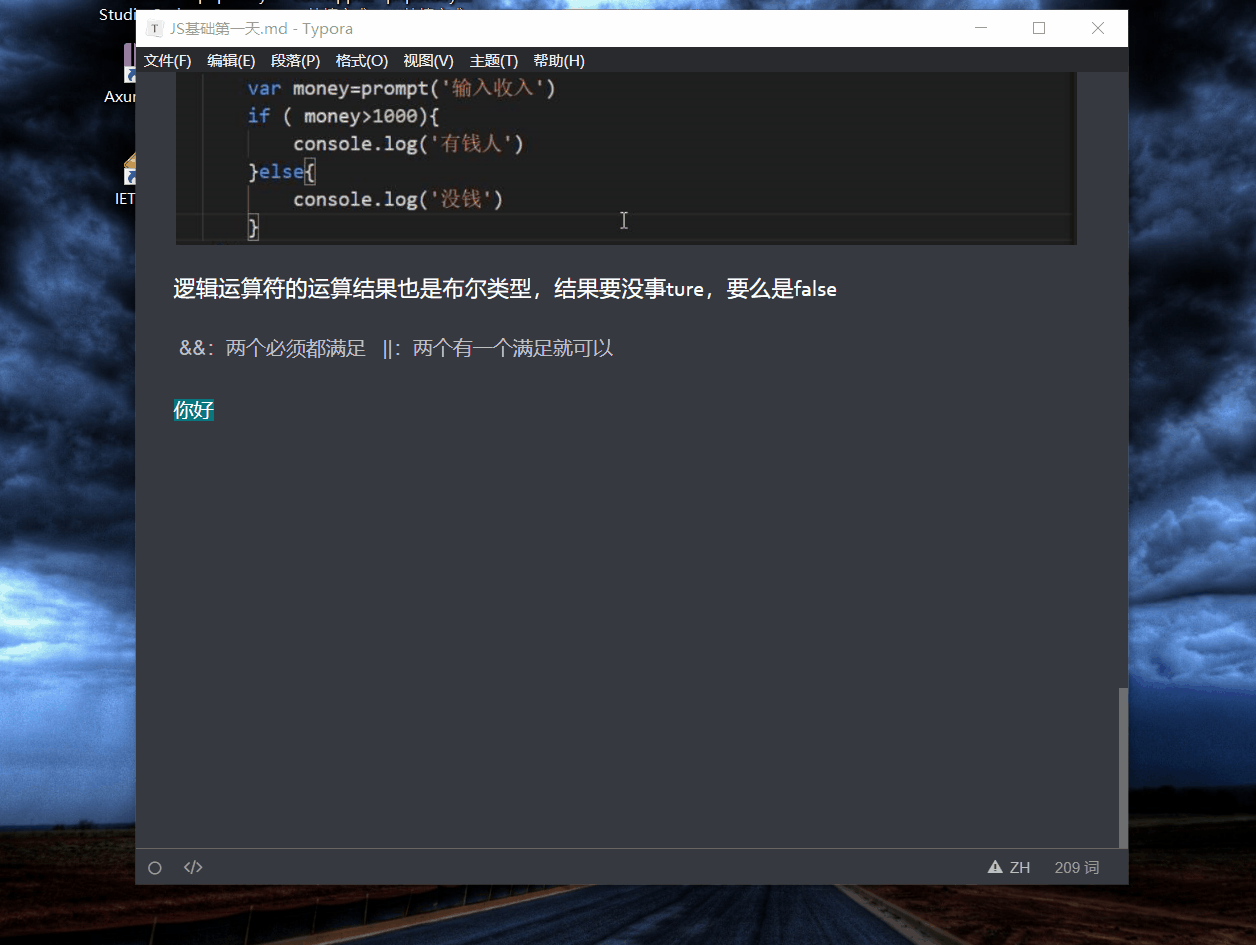 Studi
JS基础第一天.md - Typora
文件(F) 编辑(E) 段落(P) 格式(O) 视图(V) 主题(T) 帮助(H)
Axur
IET
var money=prompt('输入收入')
if ( money>1000){
console.log('有钱人')
}else{
console.log('没钱')
}
逻辑运算符的运算结果也是布尔类型，结果要没事ture，要么是false
&&：两个必须都满足 ||：两个有一个满足就可以
你好
</> ZH 209 词